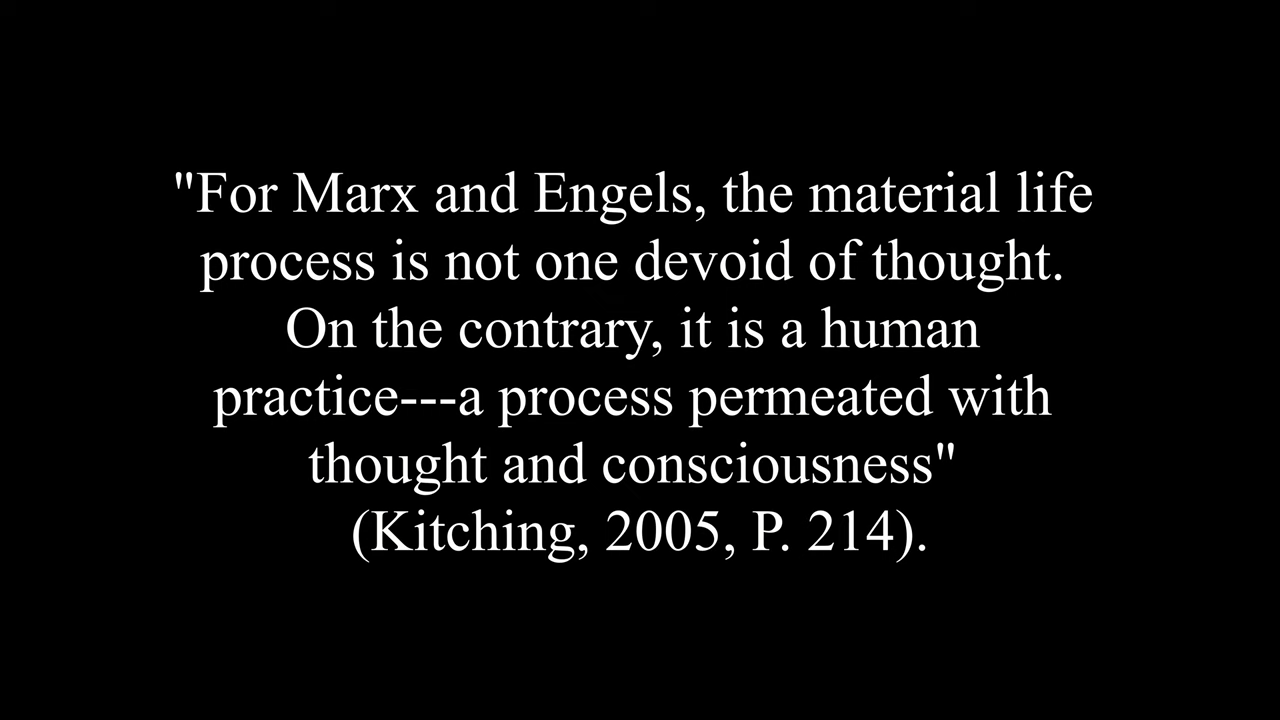 "For Marx and Engels, the material life
process is not one devoid of thought.
On the contrary, it is a human
practice---a process permeated with
thought and consciousness"
(Kitching, 2005, P. 214).